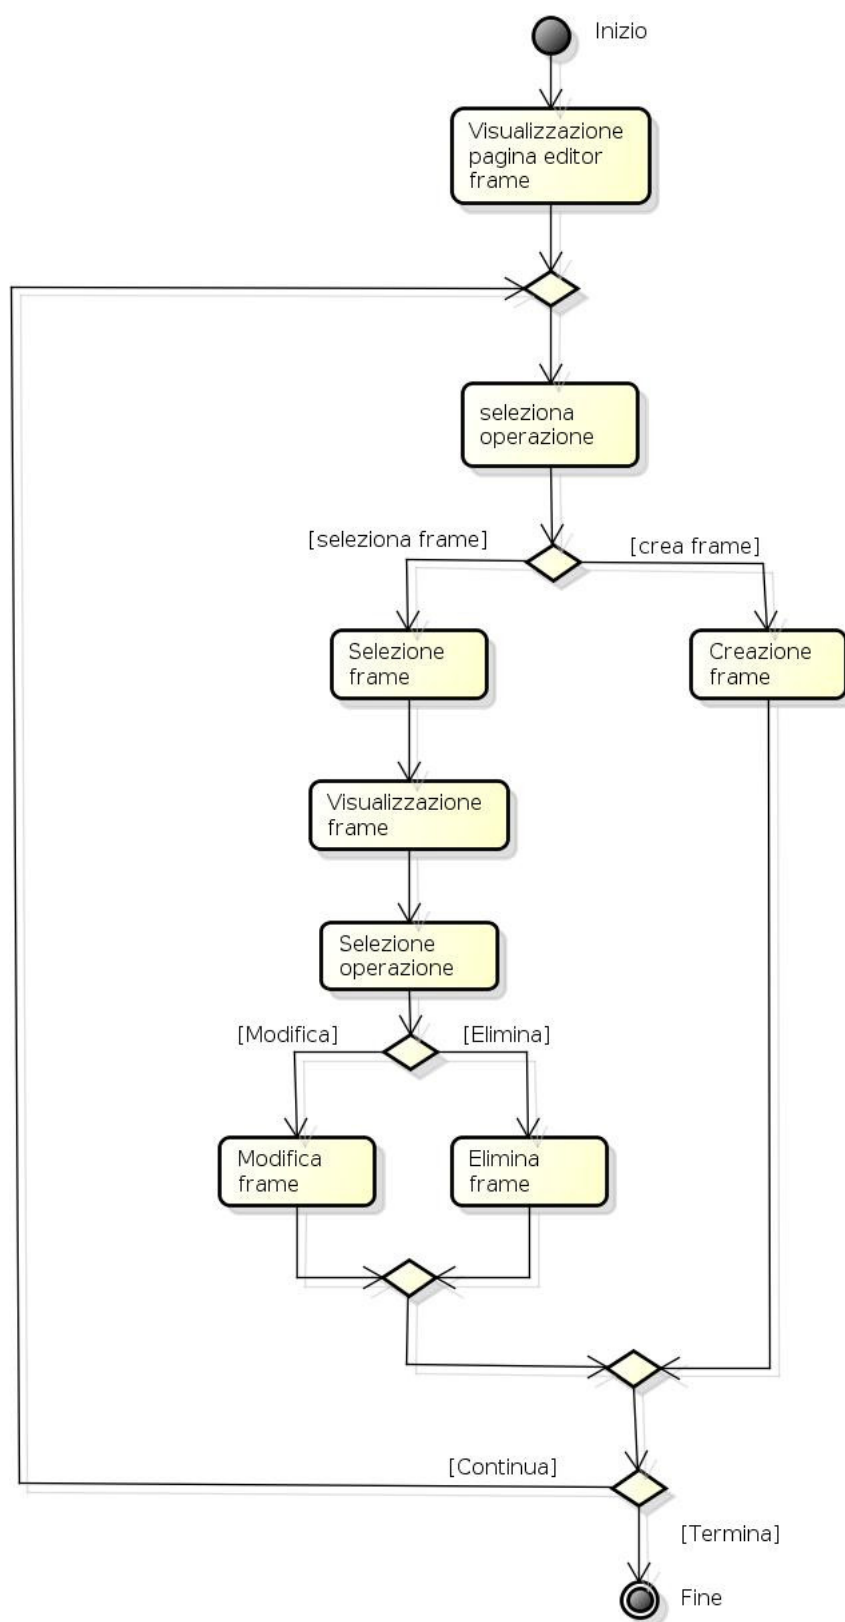 Inizio
Visualizzazione
pagina editor
frame
seleziona
operazione
[seleziona frame]
[crea frame]
Selezione
frame
Creazione
frame
Visualizzazione
frame
Selezione
operazione
[Modifica]
[Elimina]
Modifica
frame
Elimina
frame
[Continua]
[Termina]
Fine